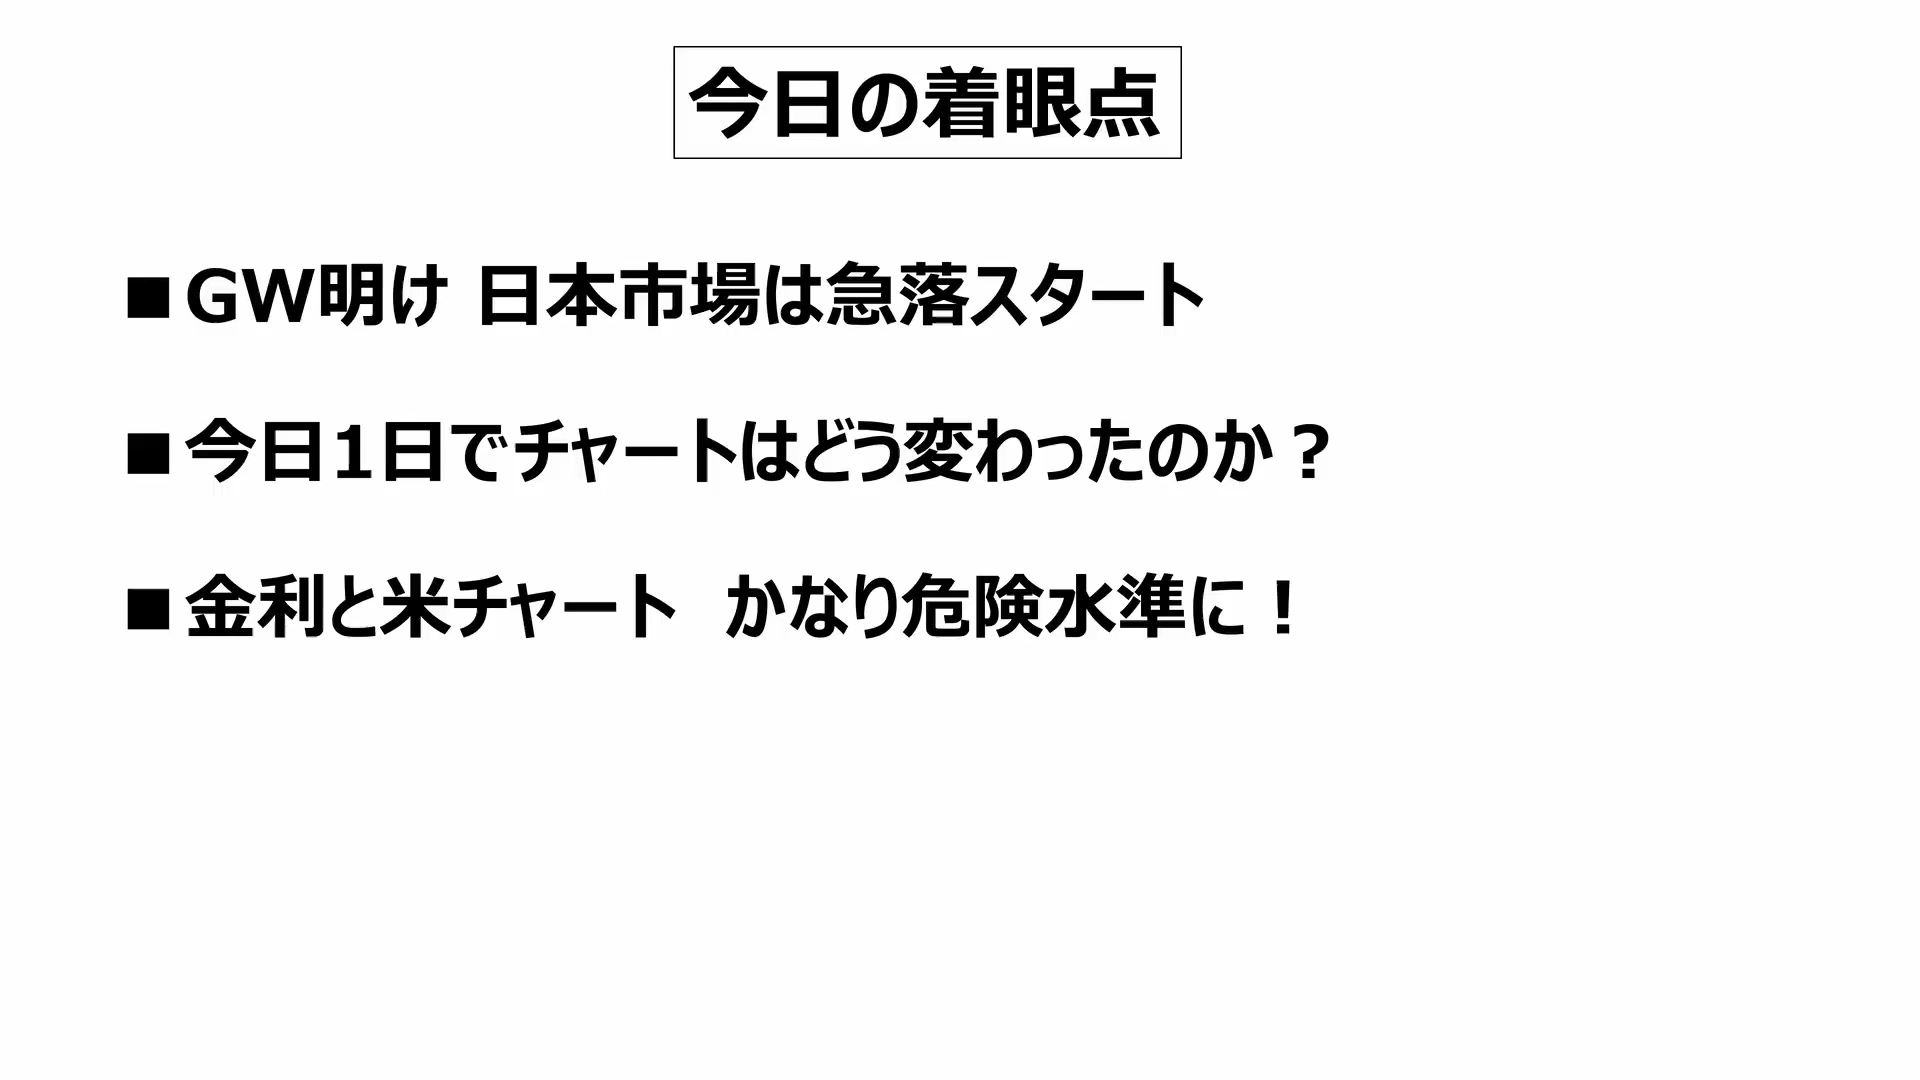 今日の着眼点
■GW明け 日本市場は急落スタート
■今日1日でチャートはどう変わったのか？
■金利と米チャート　かなり危険水準に！